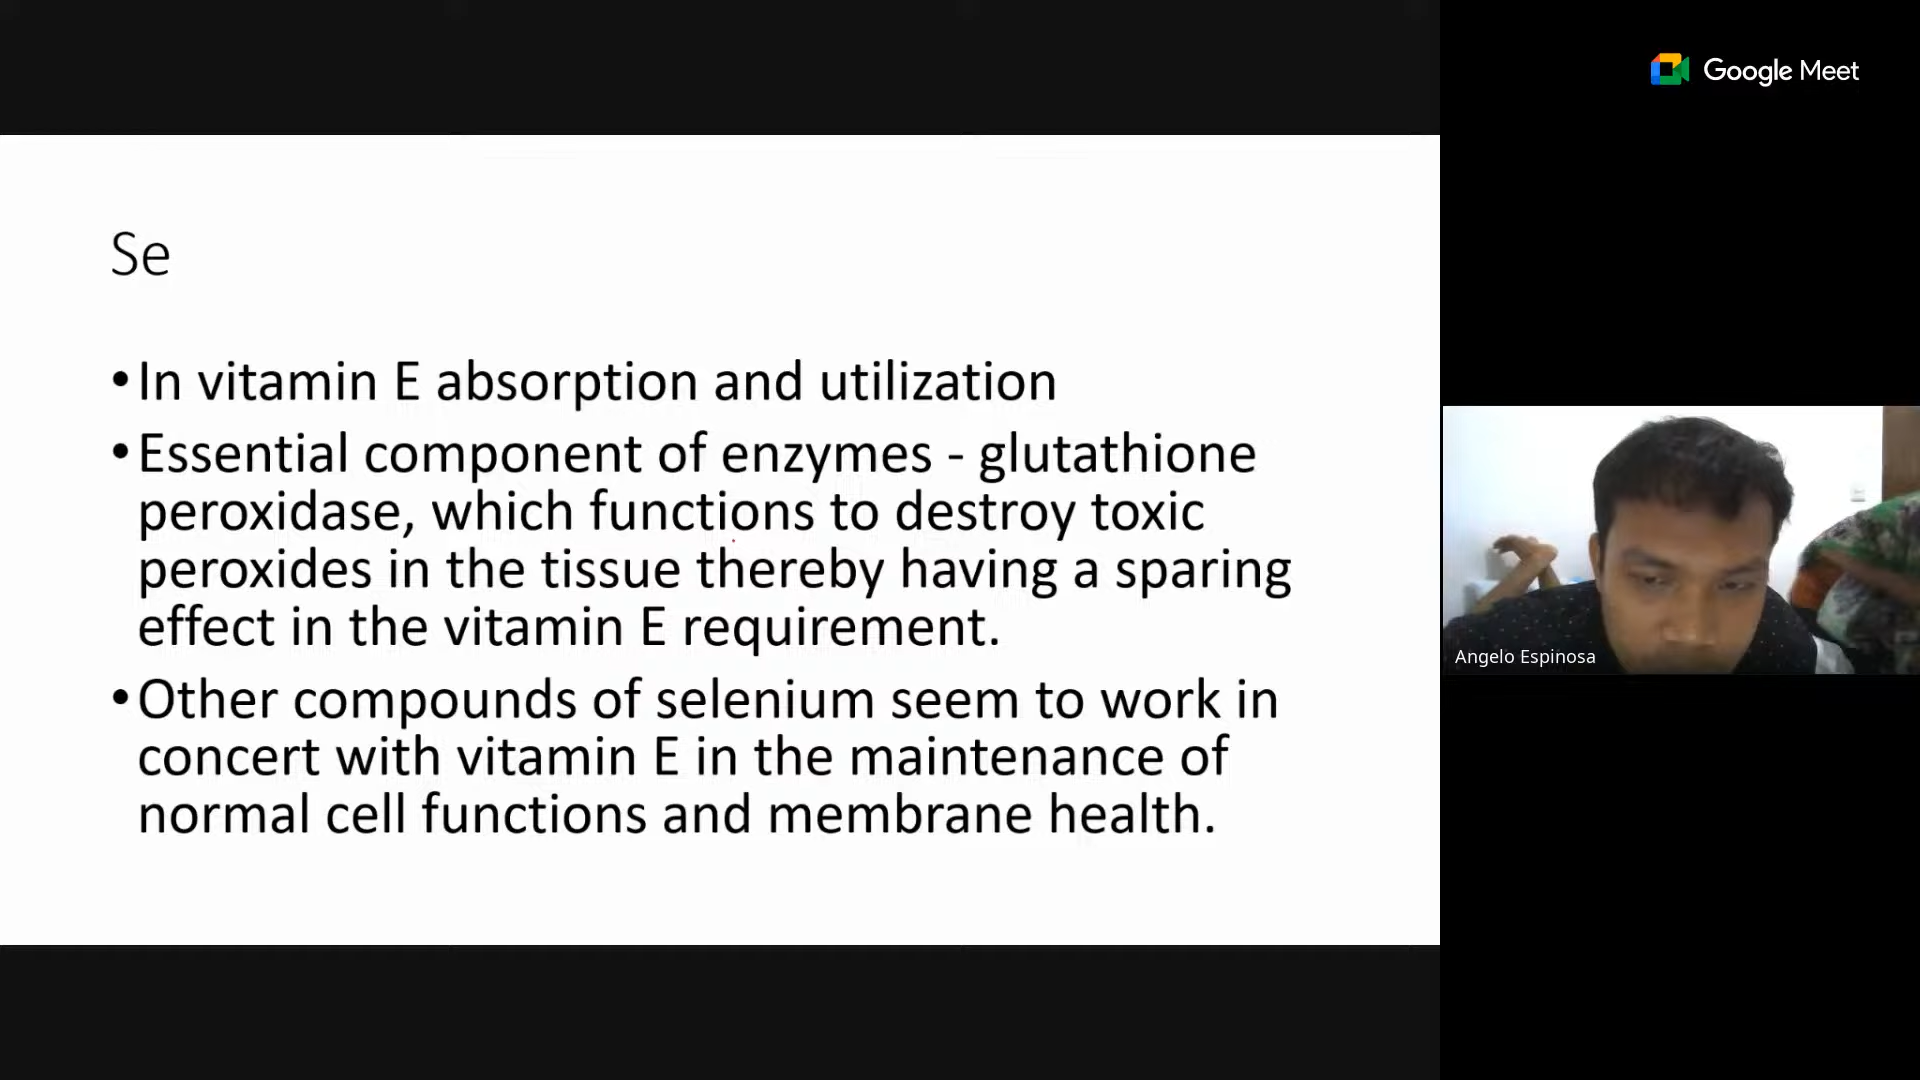 Google Meet
Se
•In vitamin E absorption and utilization
•Essential component of enzymes - glutathione
peroxidase, which functions to destroy toxic
peroxides in the tissue thereby having a sparing
effect in the vitamin E requirement.
•Other compounds of selenium seem to work in
concert with vitamin E in the maintenance of
normal cell functions and membrane health.
Angelo Espinosa